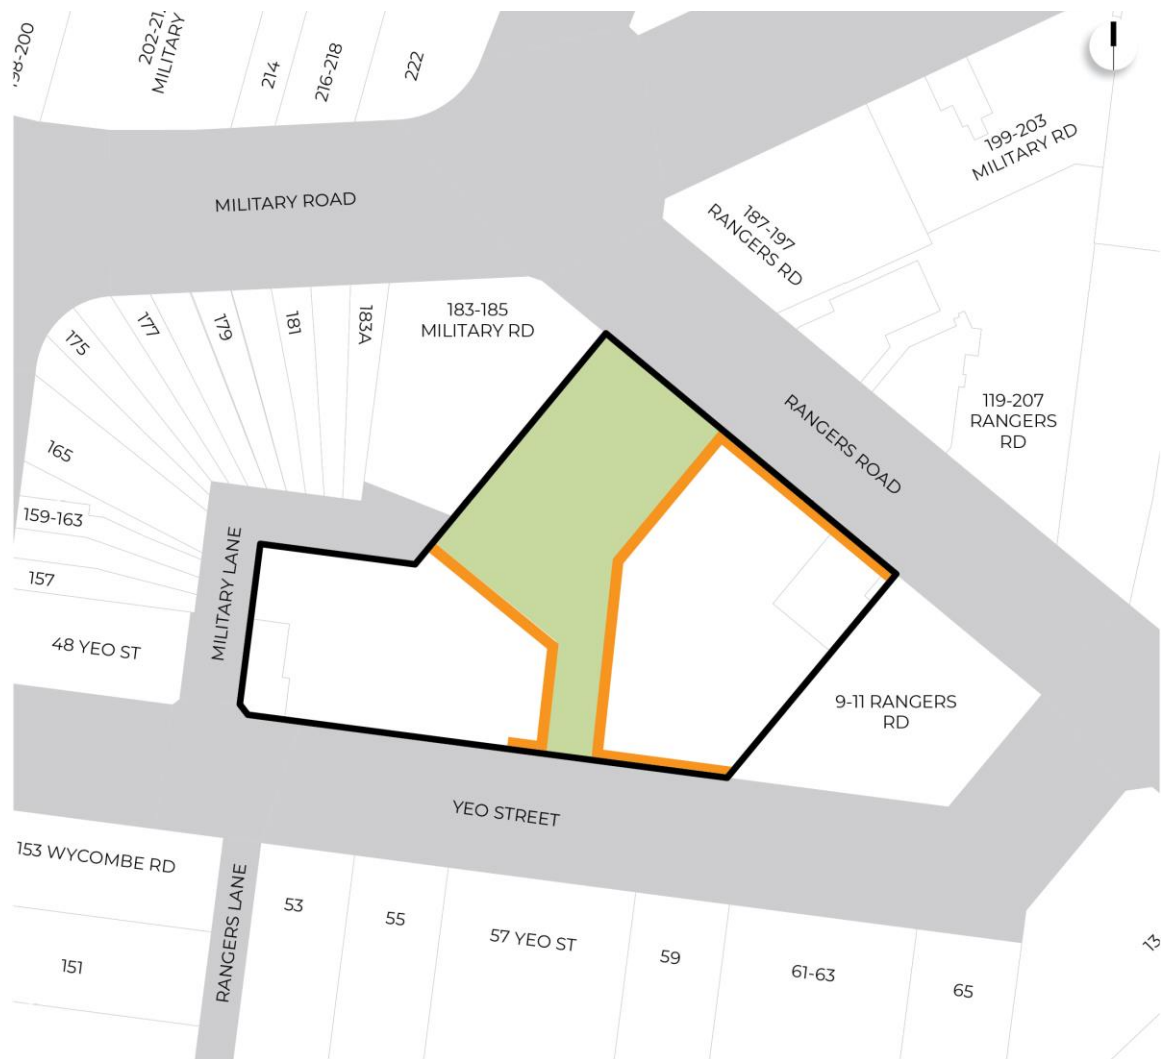 198-200
202-21
MILITARY
214
216-218
222
199-203
MILITARY RD
MILITARY ROAD
187-197
RANGERS RD
183-185
MILITARY RD
183A
181
179
177
175
165
159-163
157
48 YEO ST
MILITARY LANE
RANGERS ROAD
119-207
RANGERS
RD
9-11 RANGERS
RD
YEO STREET
153 WYCOMBE RD
151
RANGERS LANE
53
55
57 YEO ST
59
61-63
65
13